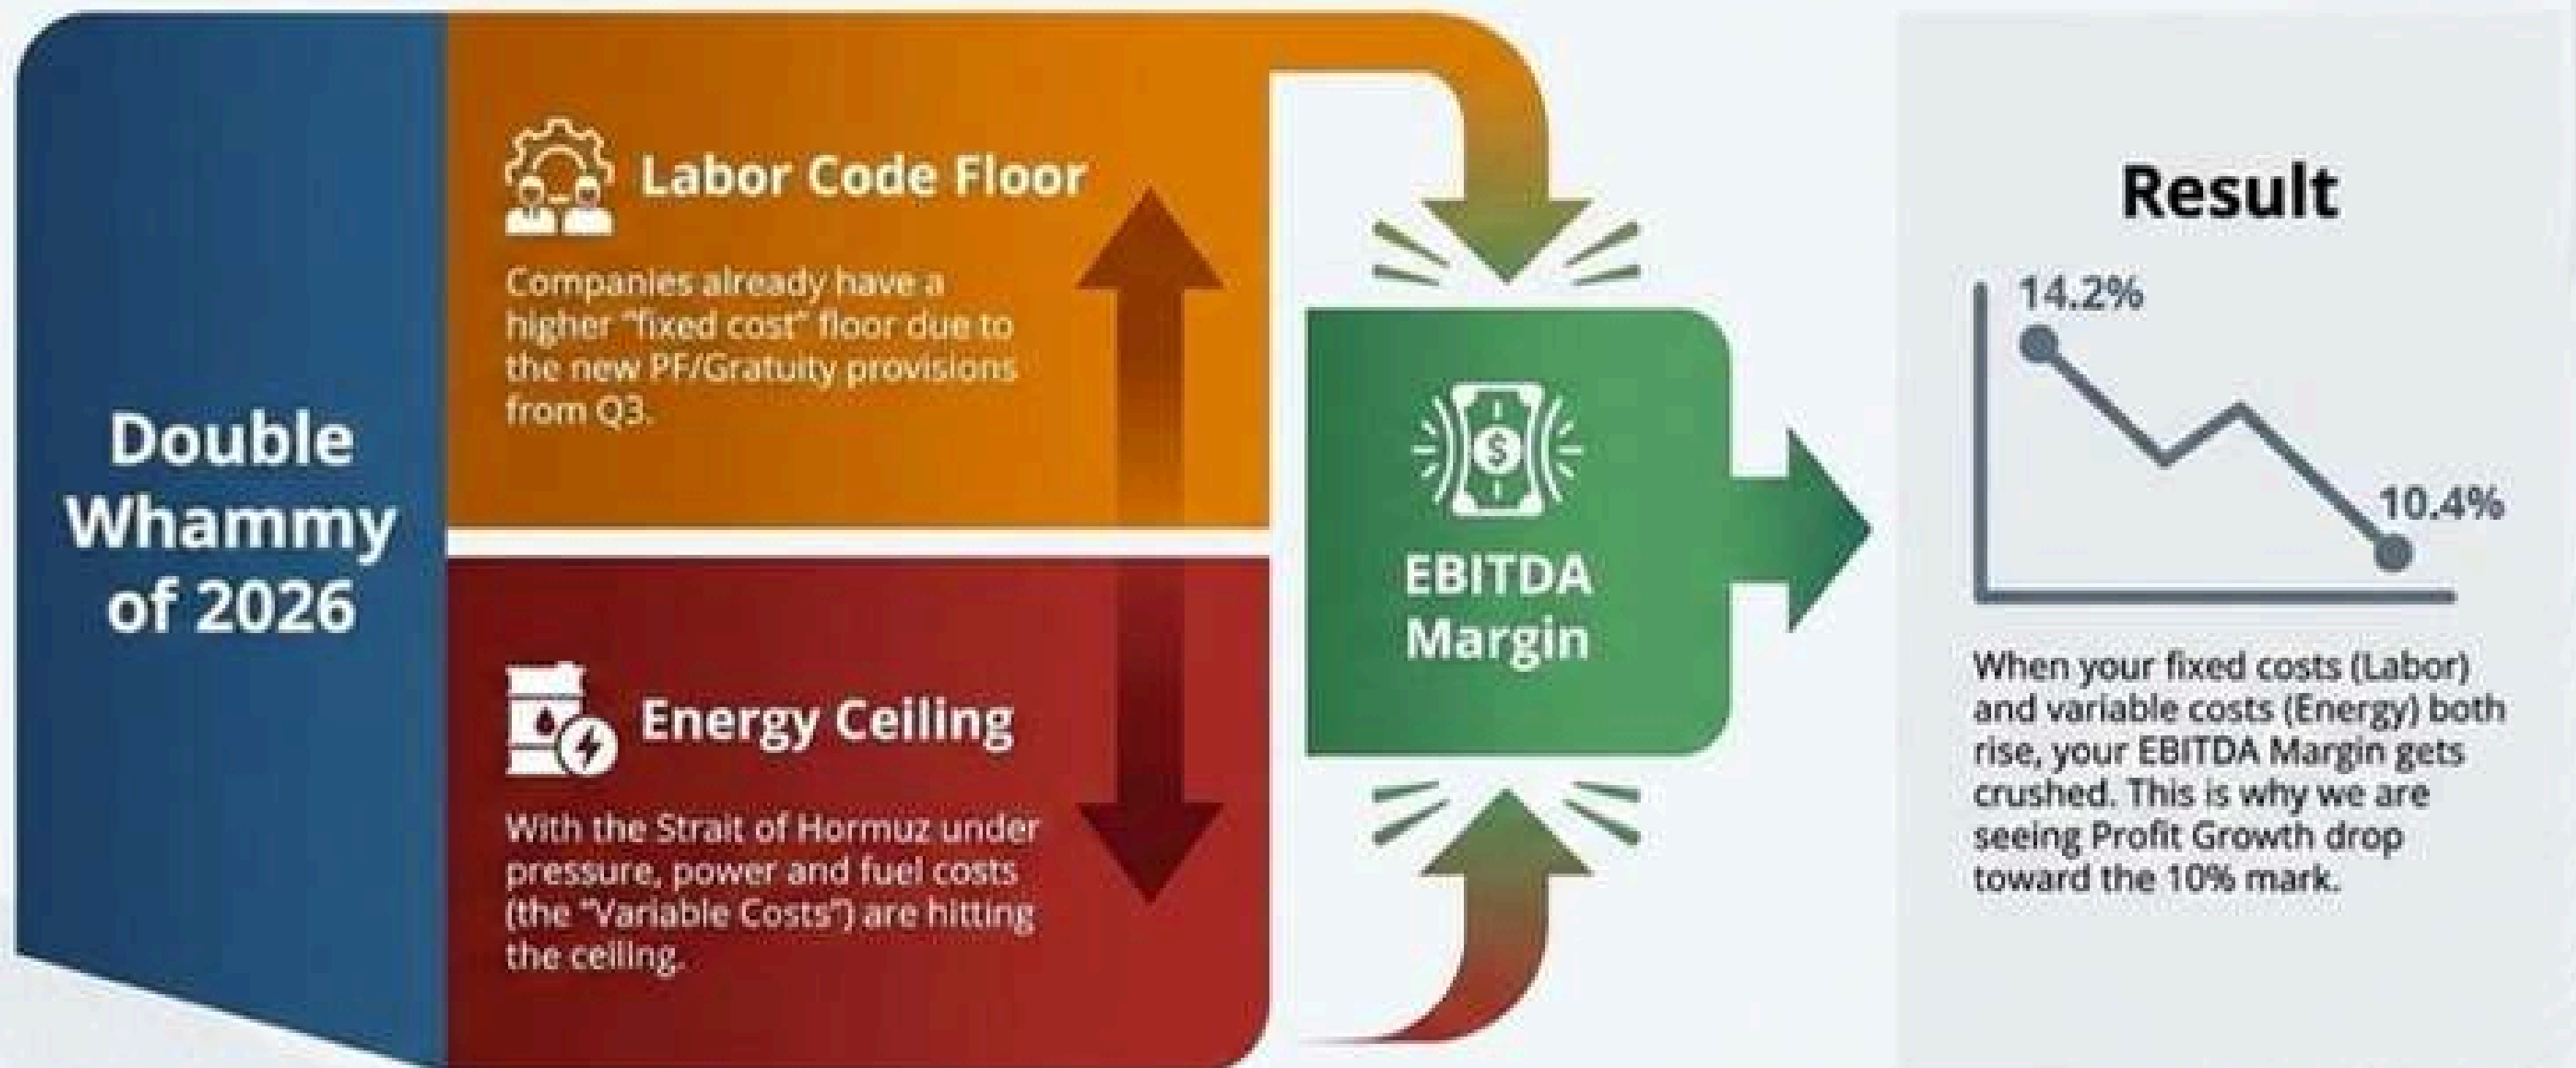 Double
Whammy
of 2026
Labor Code Floor
Companies already have a
higher "fixed cost" floor due to
the new PF/Gratuity provisions
from Q3.
Energy Ceiling
With the Strait of Hormuz under
pressure, power and fuel costs
(the "Variable Costs") are hitting
the ceiling.
$
EBITDA
Margin
Result
14.2%
10.4%
When your fixed costs (Labor)
and variable costs (Energy) both
rise, your EBITDA Margin gets
crushed. This is why we are
seeing Profit Growth drop
toward the 10% mark.